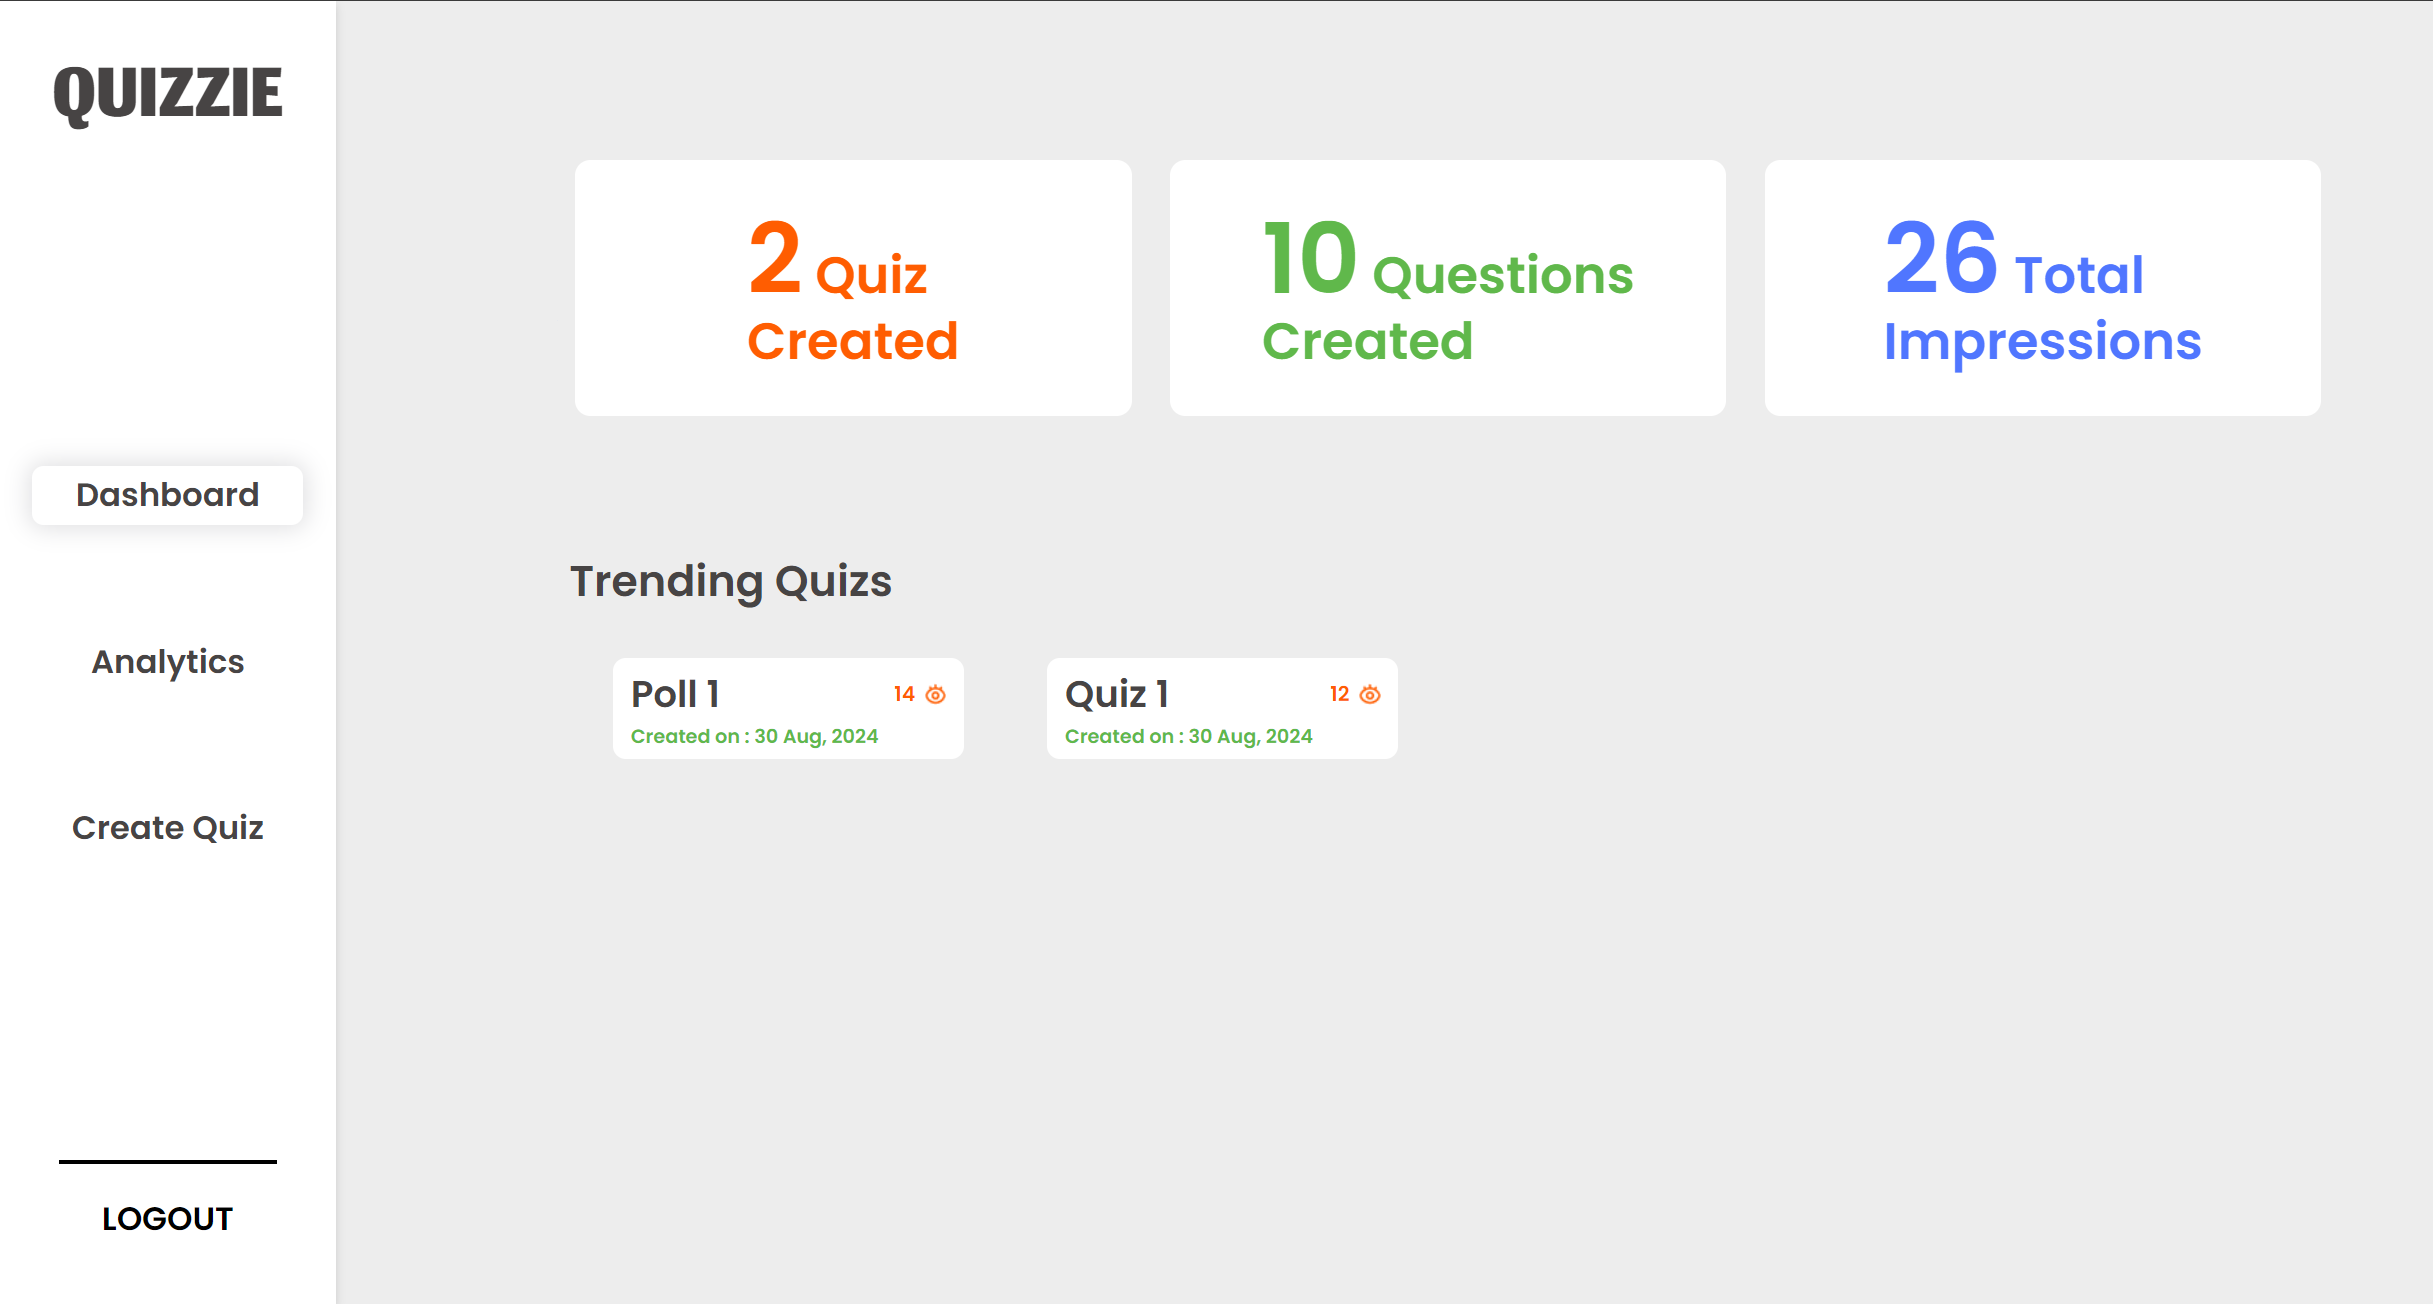 QUIZZIE
Dashboard
Analytics
Create Quiz
LOGOUT
2 Quiz
Created
10 Questions
Created
26 Total
Impressions
Trending Quizs
Poll 1
14
Created on : 30 Aug, 2024
Quiz 1
12
Created on : 30 Aug, 2024